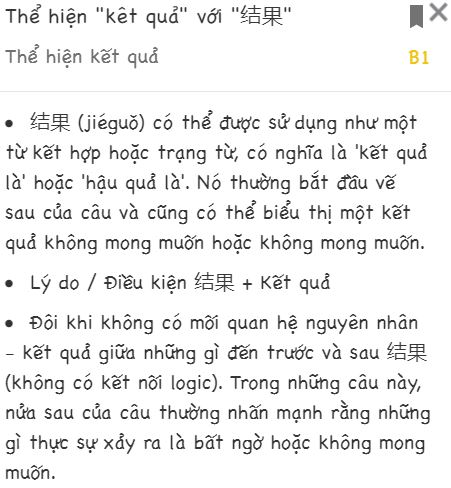 Thể hiện "kết quả" với "结果"
Thể hiện kết quả
B1
• 结果 (jiéguǒ) có thể được sử dụng như một
từ kết hợp hoặc trạng từ, có nghĩa là 'kết quả
là' hoặc 'hậu quả là'. Nó thường bắt đầu vế
sau của câu và cũng có thể biểu thị một kết
quả không mong muốn hoặc không mong muốn.
• Lý do / Điều kiện 结果 + Kết quả
• Đôi khi không có mối quan hệ nguyên nhân
- kết quả giữa những gì đến trước và sau 结果
(không có kết nối logic). Trong những câu này,
nửa sau của câu thường nhấn mạnh rằng những
gì thực sự xảy ra là bất ngờ hoặc không mong
muốn.